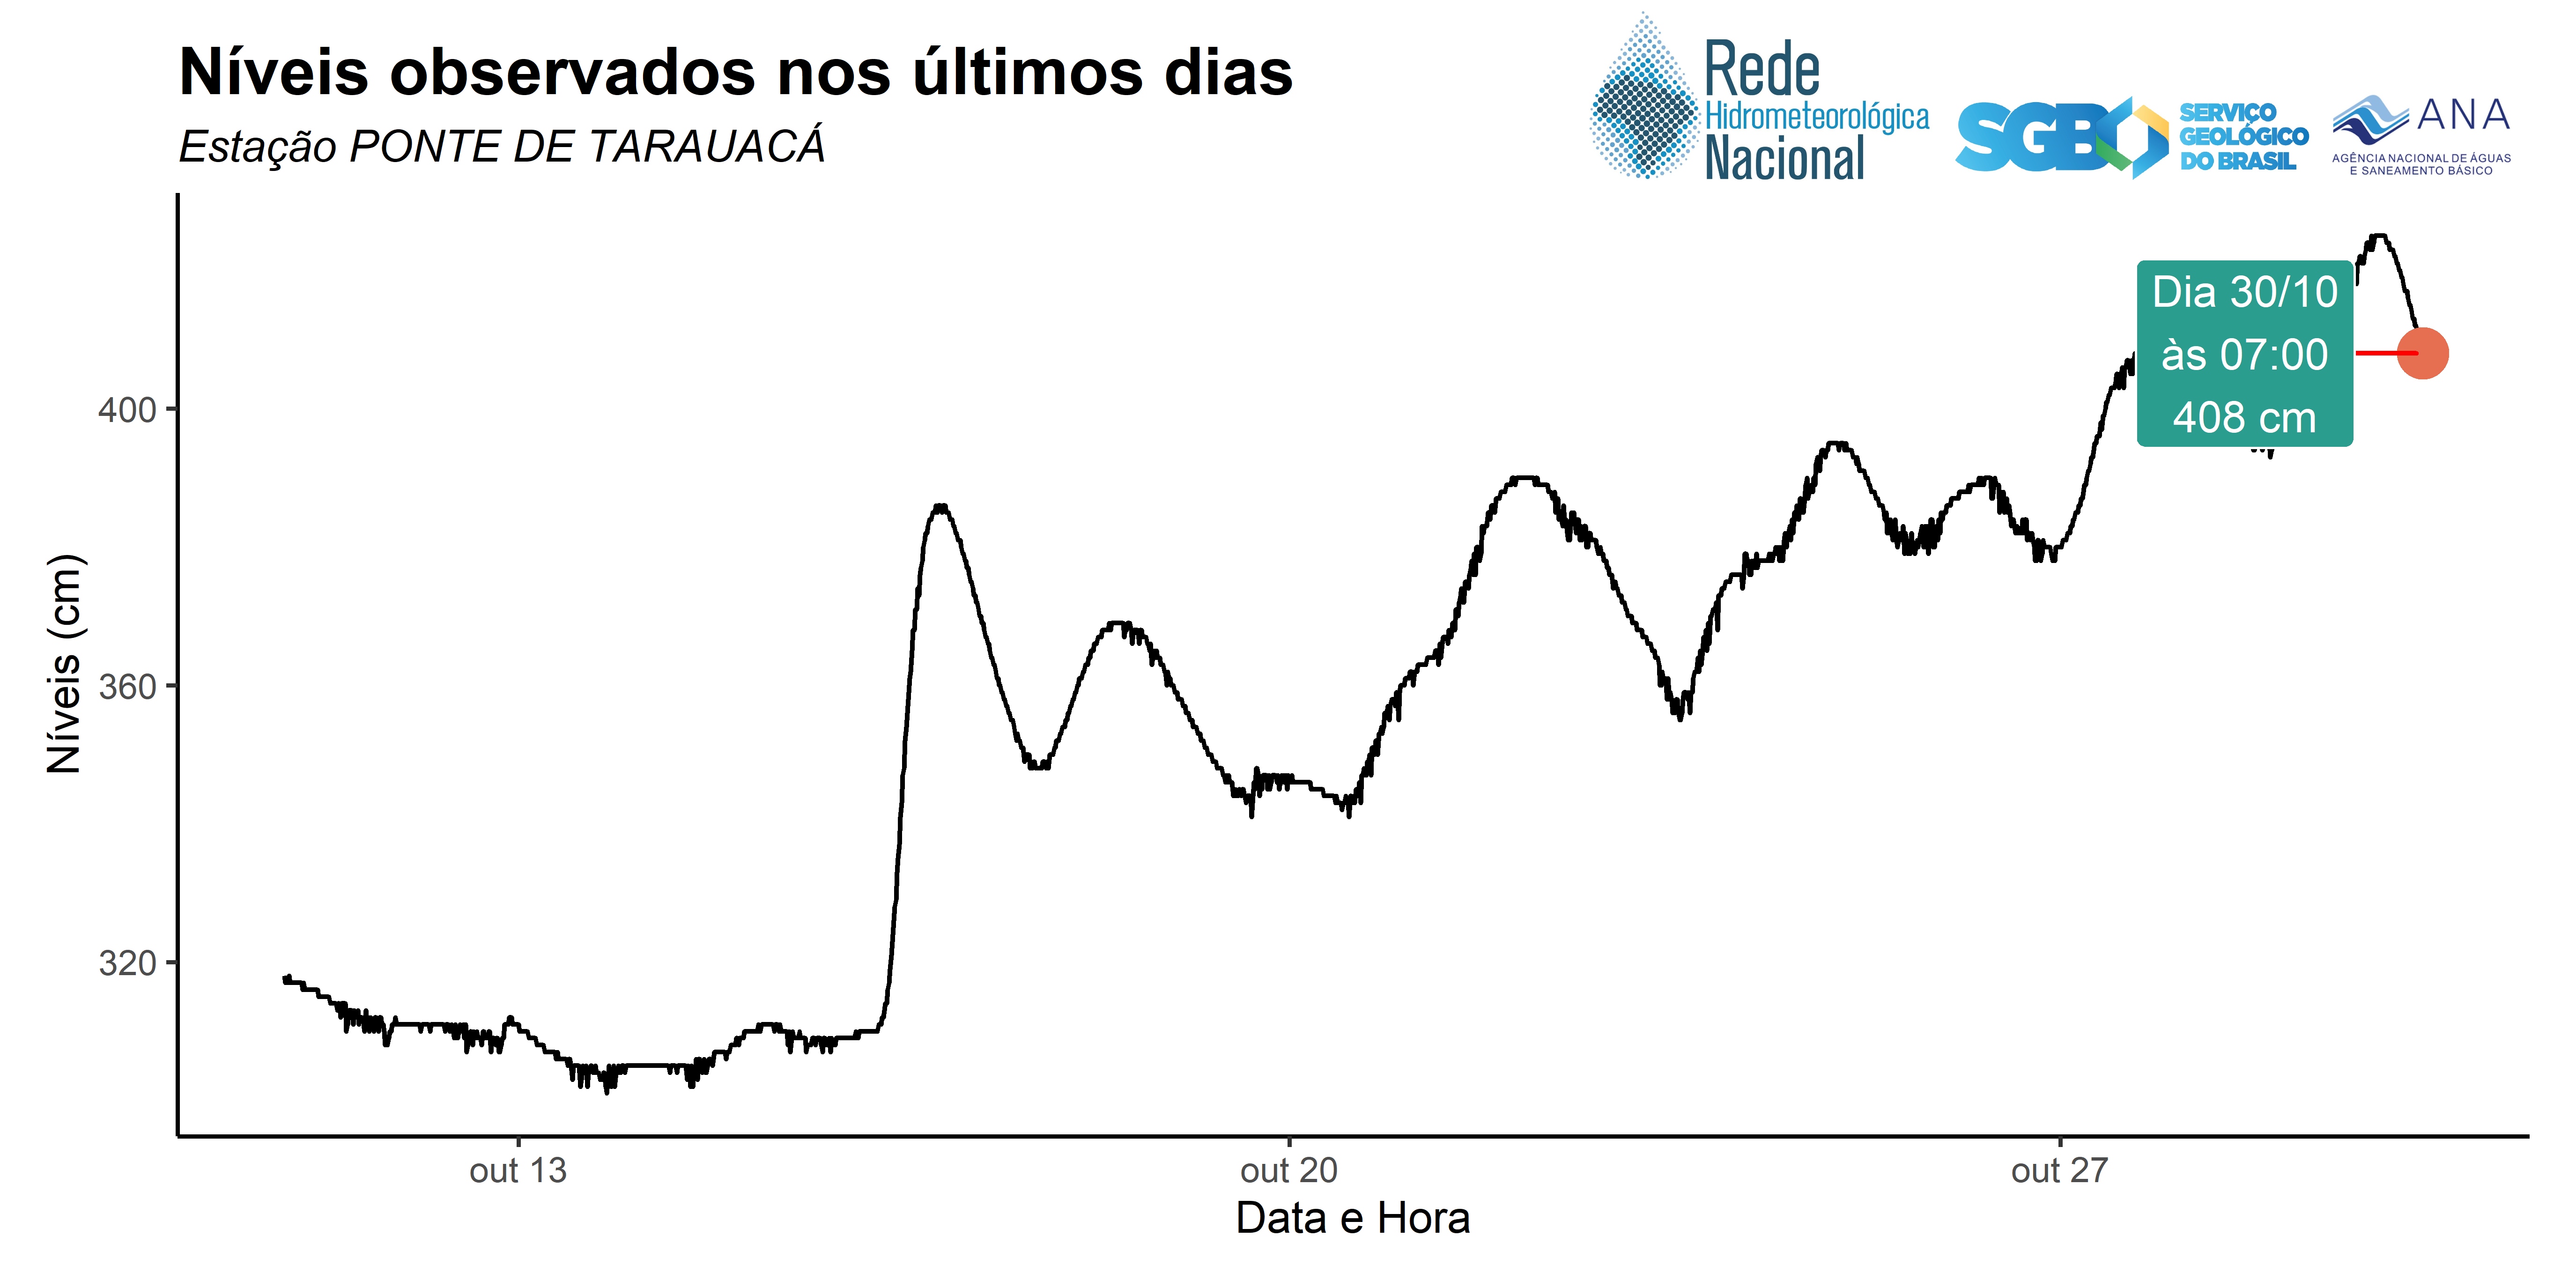 Níveis observados nos últimos dias
Estação PONTE DE TARAUACÁ
Rede
Hidrometeorológica
Nacional
SGB
SERVIÇO
GEOLÓGICO
DO BRASIL
ANA
AGÊNCIA NACIONAL DE ÁGUAS
E SANEAMENTO BÁSICO
Dia 30/10
às 07:00
408 cm
400
360
320
Níveis (cm)
out 13
out 20
out 27
Data e Hora